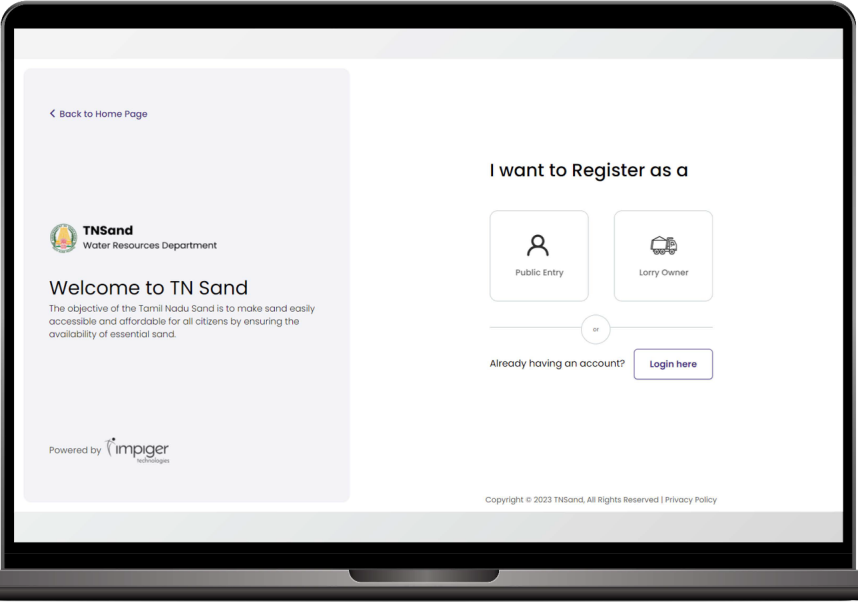 Back to Home Page
TNSand
Water Resources Department
Welcome to TN Sand
The objective of the Tamil Nadu Sand is to make sand easily
accessible and affordable for all citizens by ensuring the
availability of essential sand.
Powered by impiger
technologies
I want to Register as a
Public Entry
Lorry Owner
or
Already having an account?
Login here
Copyright © 2023 TNSand, All Rights Reserved | Privacy Policy